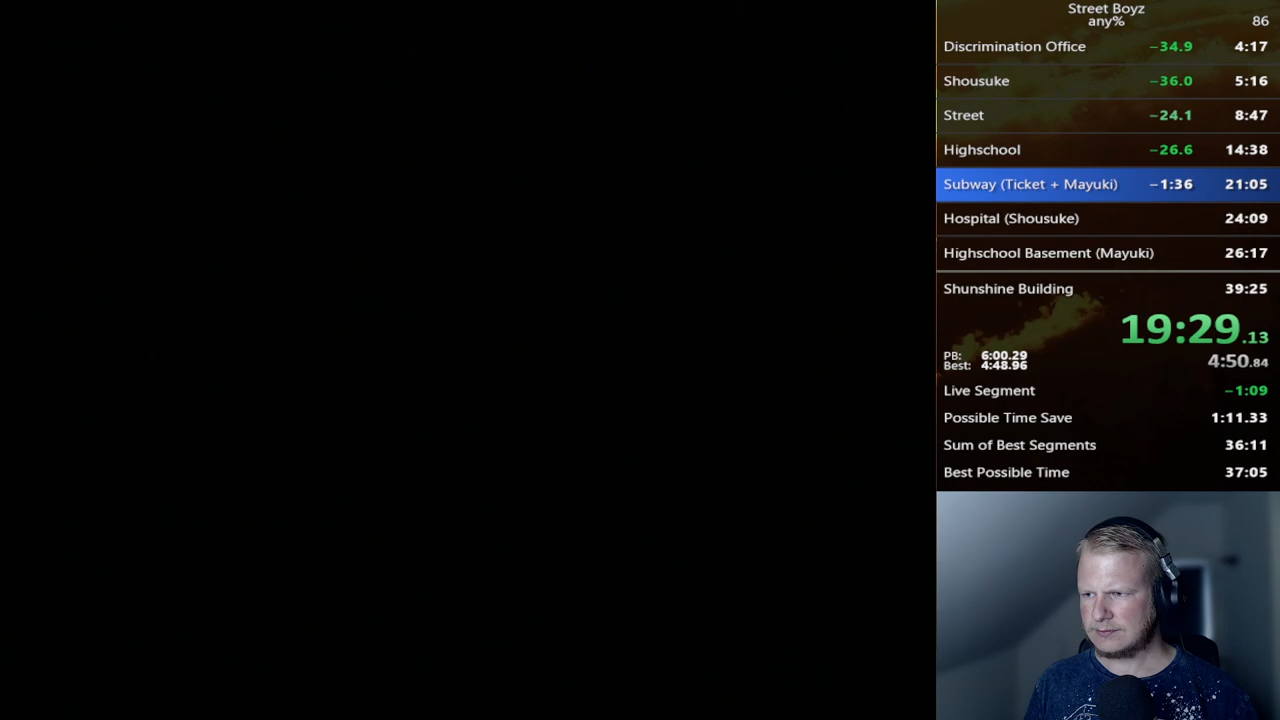 Street Boyz
any% 86
Discrimination Office -34.9 4:17
Shousuke -36.0 5:16
Street -24.1 8:47
Highschool -26.6 14:38
Subway (Ticket + Mayuki) -1:36 21:05
Hospital (Shousuke) 24:09
Highschool Basement (Mayuki) 26:17
Shunshine Building 39:25
19:29.13
PB: 6:00.29
Best: 4:48.96
4:50.84
Live Segment -1:09
Possible Time Save 1:11.33
Sum of Best Segments 36:11
Best Possible Time 37:05